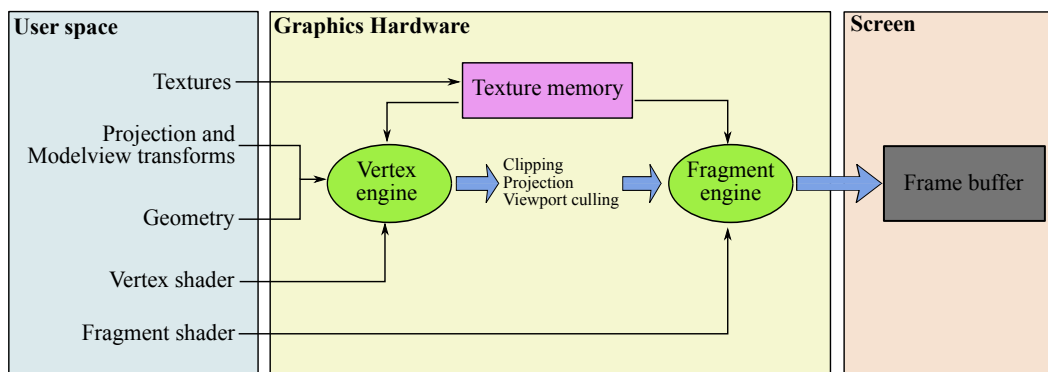 User space
Graphics Hardware
Screen
Textures
Texture memory
Projection and
Modelview transforms
Vertex
engine
Clipping
Projection
Viewport culling
Fragment
engine
Frame buffer
Geometry
Vertex shader
Fragment shader